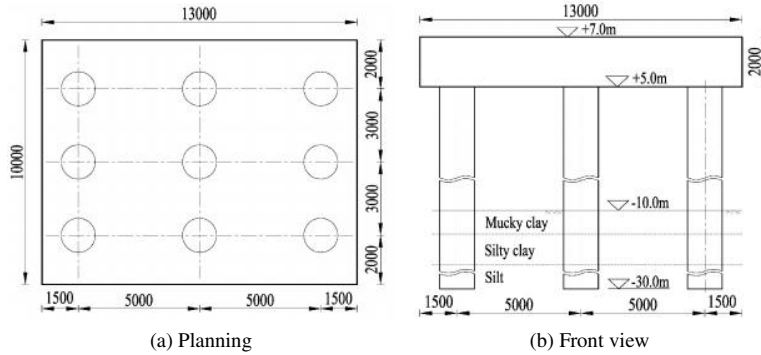 13000
10000
2000
3000
3000
2000
1500
5000
5000
1500
(a) Planning
13000
+7.0m
2000
+5.0m
-10.0m
Mucky clay
Silty clay
Silt
-30.0m
1500
5000
5000
1500
(b) Front view